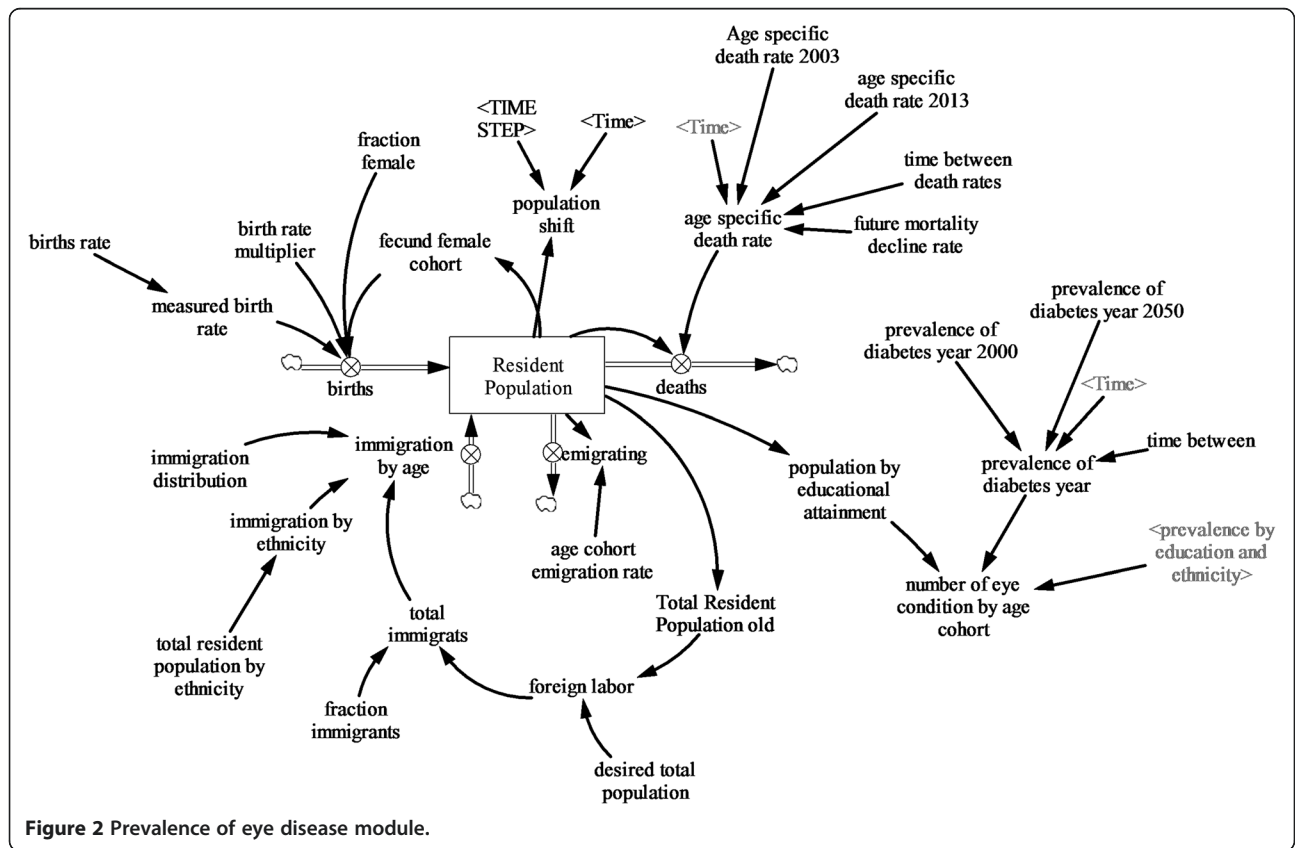 Age specific
death rate 2003
age specific
death rate 2013
<TIME
STEP>
<Time>
<Time>
fraction
female
time between
death rates
population
shift
age specific
death rate
future mortality
decline rate
births rate
birth rate
multiplier
fecund female
cohort
measured birth
rate
prevalence of
diabetes year 2050
prevalence of
diabetes year 2000
Resident
Population
births
deaths
<Time>
time between
immigration
distribution
immigration
by age
emigrating
population by
educational
attainment
prevalence of
diabetes year
immigration by
ethnicity
age cohort
emigration rate
<prevalence by
education and
ethnicity>
number of eye
condition by age
cohort
total resident
population by
ethnicity
total
immigrats
Total Resident
Population old
fraction
immigrants
foreign labor
desired total
population
Figure 2 Prevalence of eye disease module.